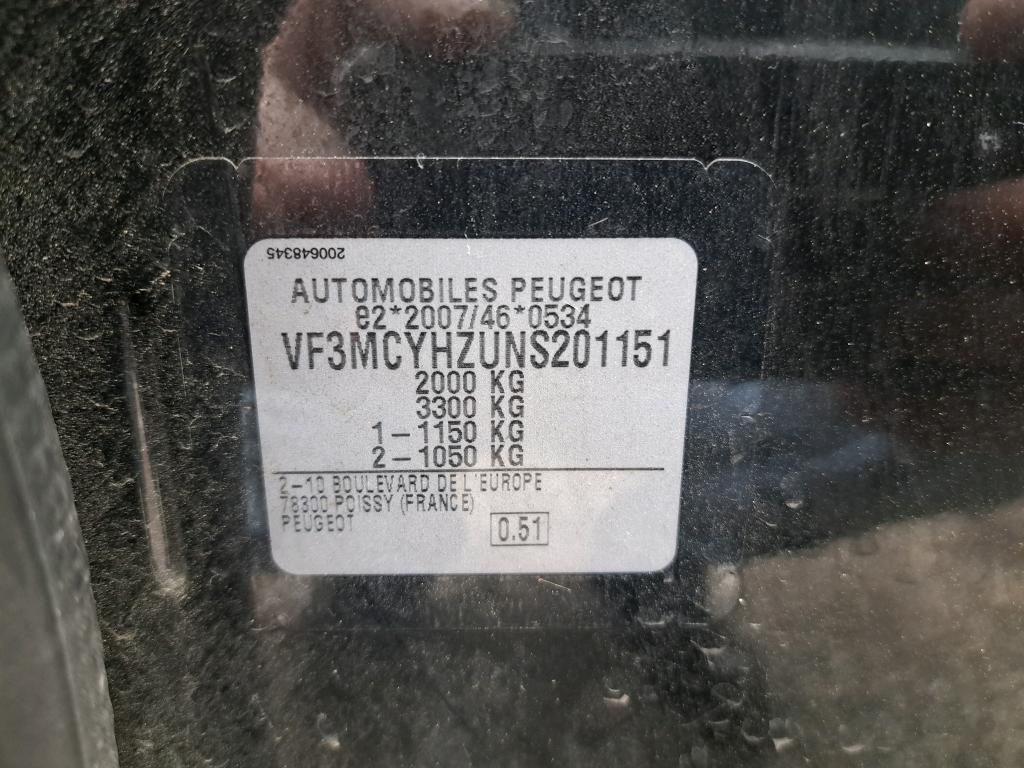 200648345
AUTOMOBILES PEUGEOT
e2*2007/46*0534
VF3MCYHZUNS201151
2000 KG
3300 KG
1-1150 KG
2-1050 KG
2-10 BOULEVARD DE L'EUROPE
78300 POISSY (FRANCE)
PEUGEOT
0.51